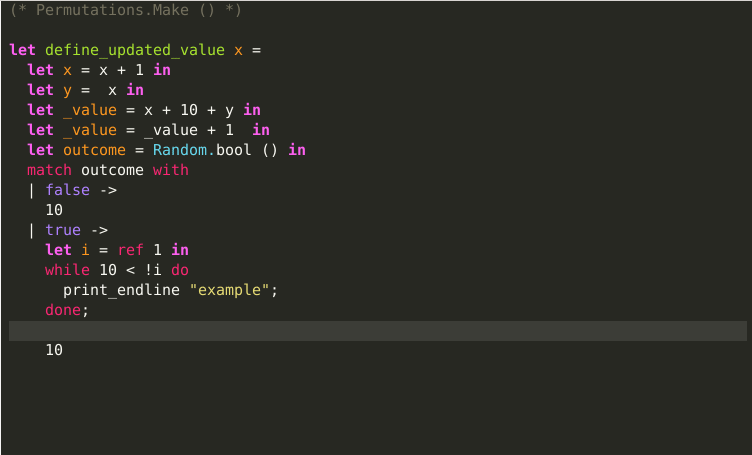 (* Permutations.Make () *)
let define_updated_value x =
  let x = x + 1 in
  let y =  x in
  let _value = x + 10 + y in
  let _value = _value + 1  in
  let outcome = Random.bool () in
  match outcome with
  | false ->
    10
  | true ->
    let i = ref 1 in
    while 10 < !i do
      print_endline "example";
    done;
    10